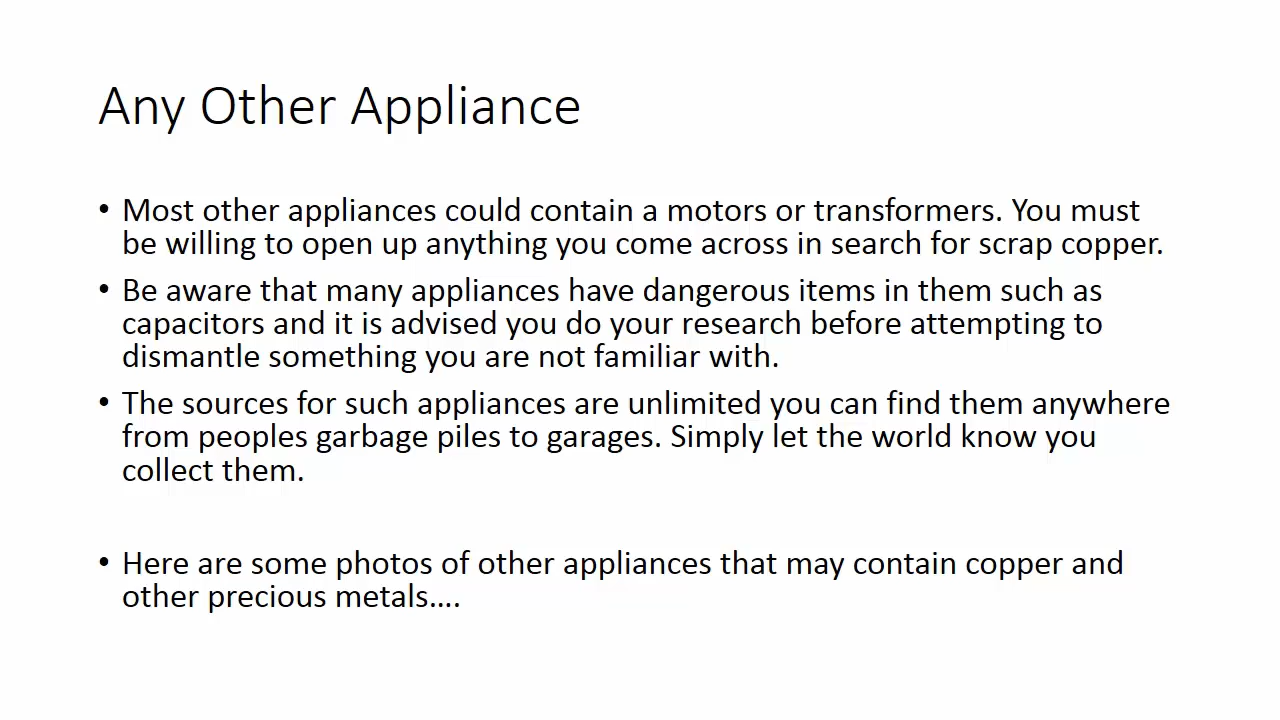 Any Other Appliance
• Most other appliances could contain a motors or transformers. You must
be willing to open up anything you come across in search for scrap copper.
• Be aware that many appliances have dangerous items in them such as
capacitors and it is advised you do your research before attempting to
dismantle something you are not familiar with.
• The sources for such appliances are unlimited you can find them anywhere
from peoples garbage piles to garages. Simply let the world know you
collect them.
• Here are some photos of other appliances that may contain copper and
other precious metals….